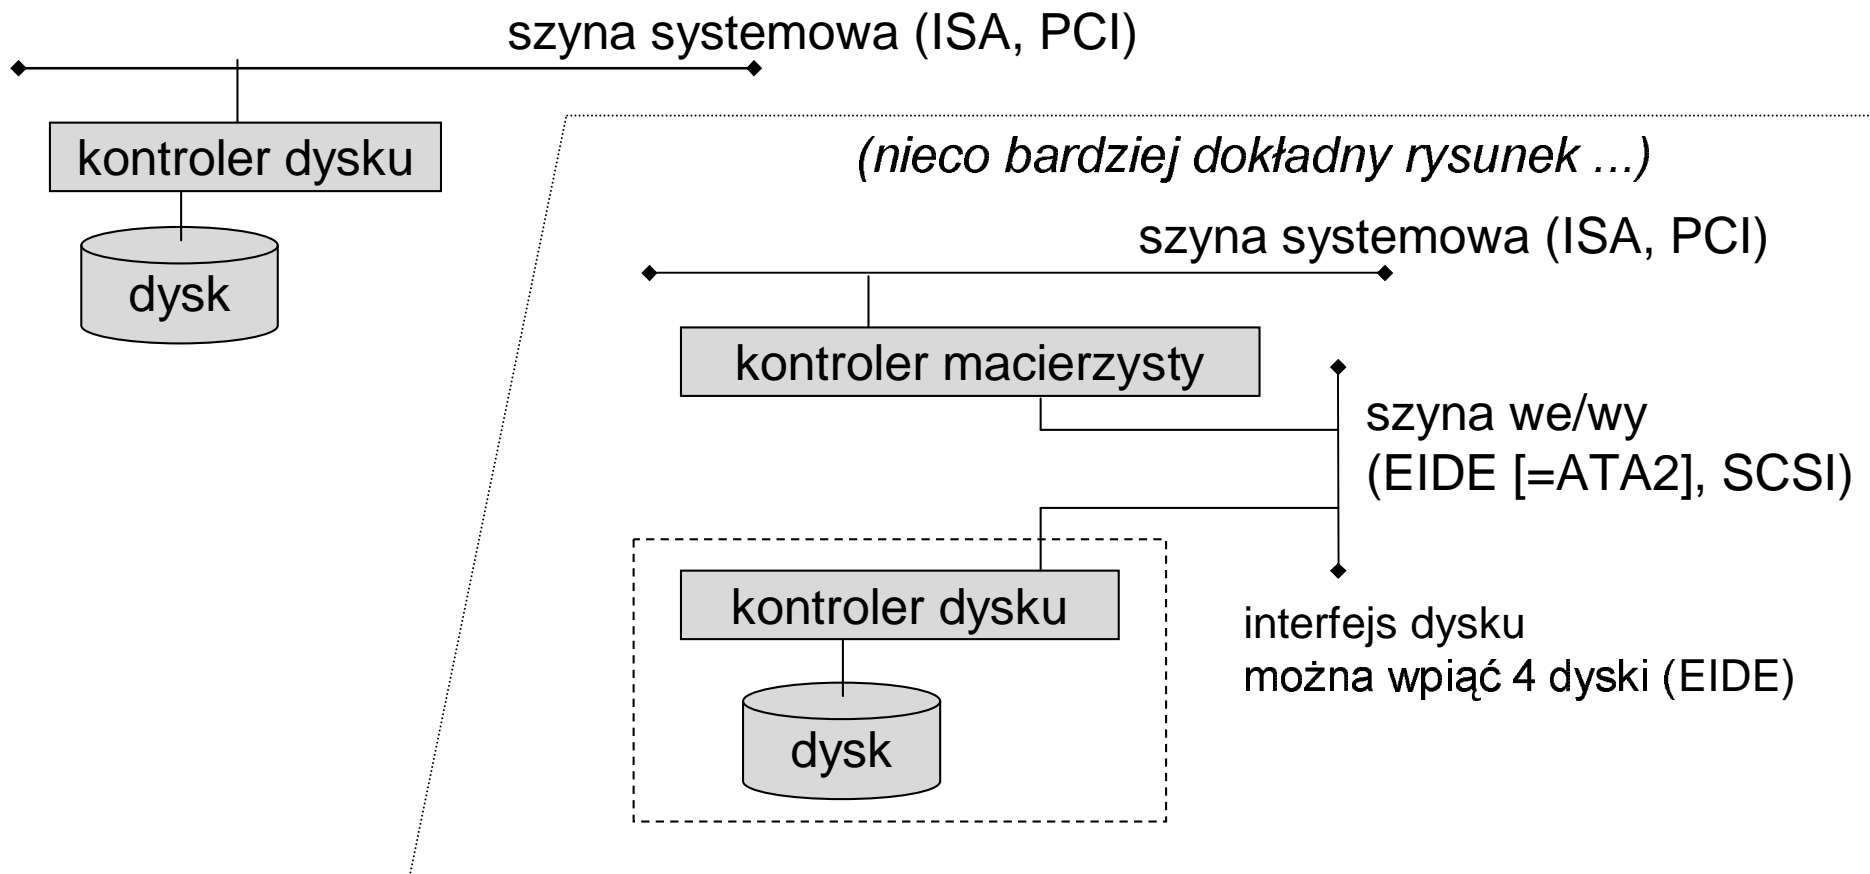 szyna systemowa (ISA, PCI)
kontroler dysku
dysk
(nieco bardziej dokładny rysunek ...)
szyna systemowa (ISA, PCI)
kontroler macierzysty
szyna we/wy
(EIDE [=ATA2], SCSI)
kontroler dysku
dysk
interfejs dysku
można wpiąć 4 dyski (EIDE)